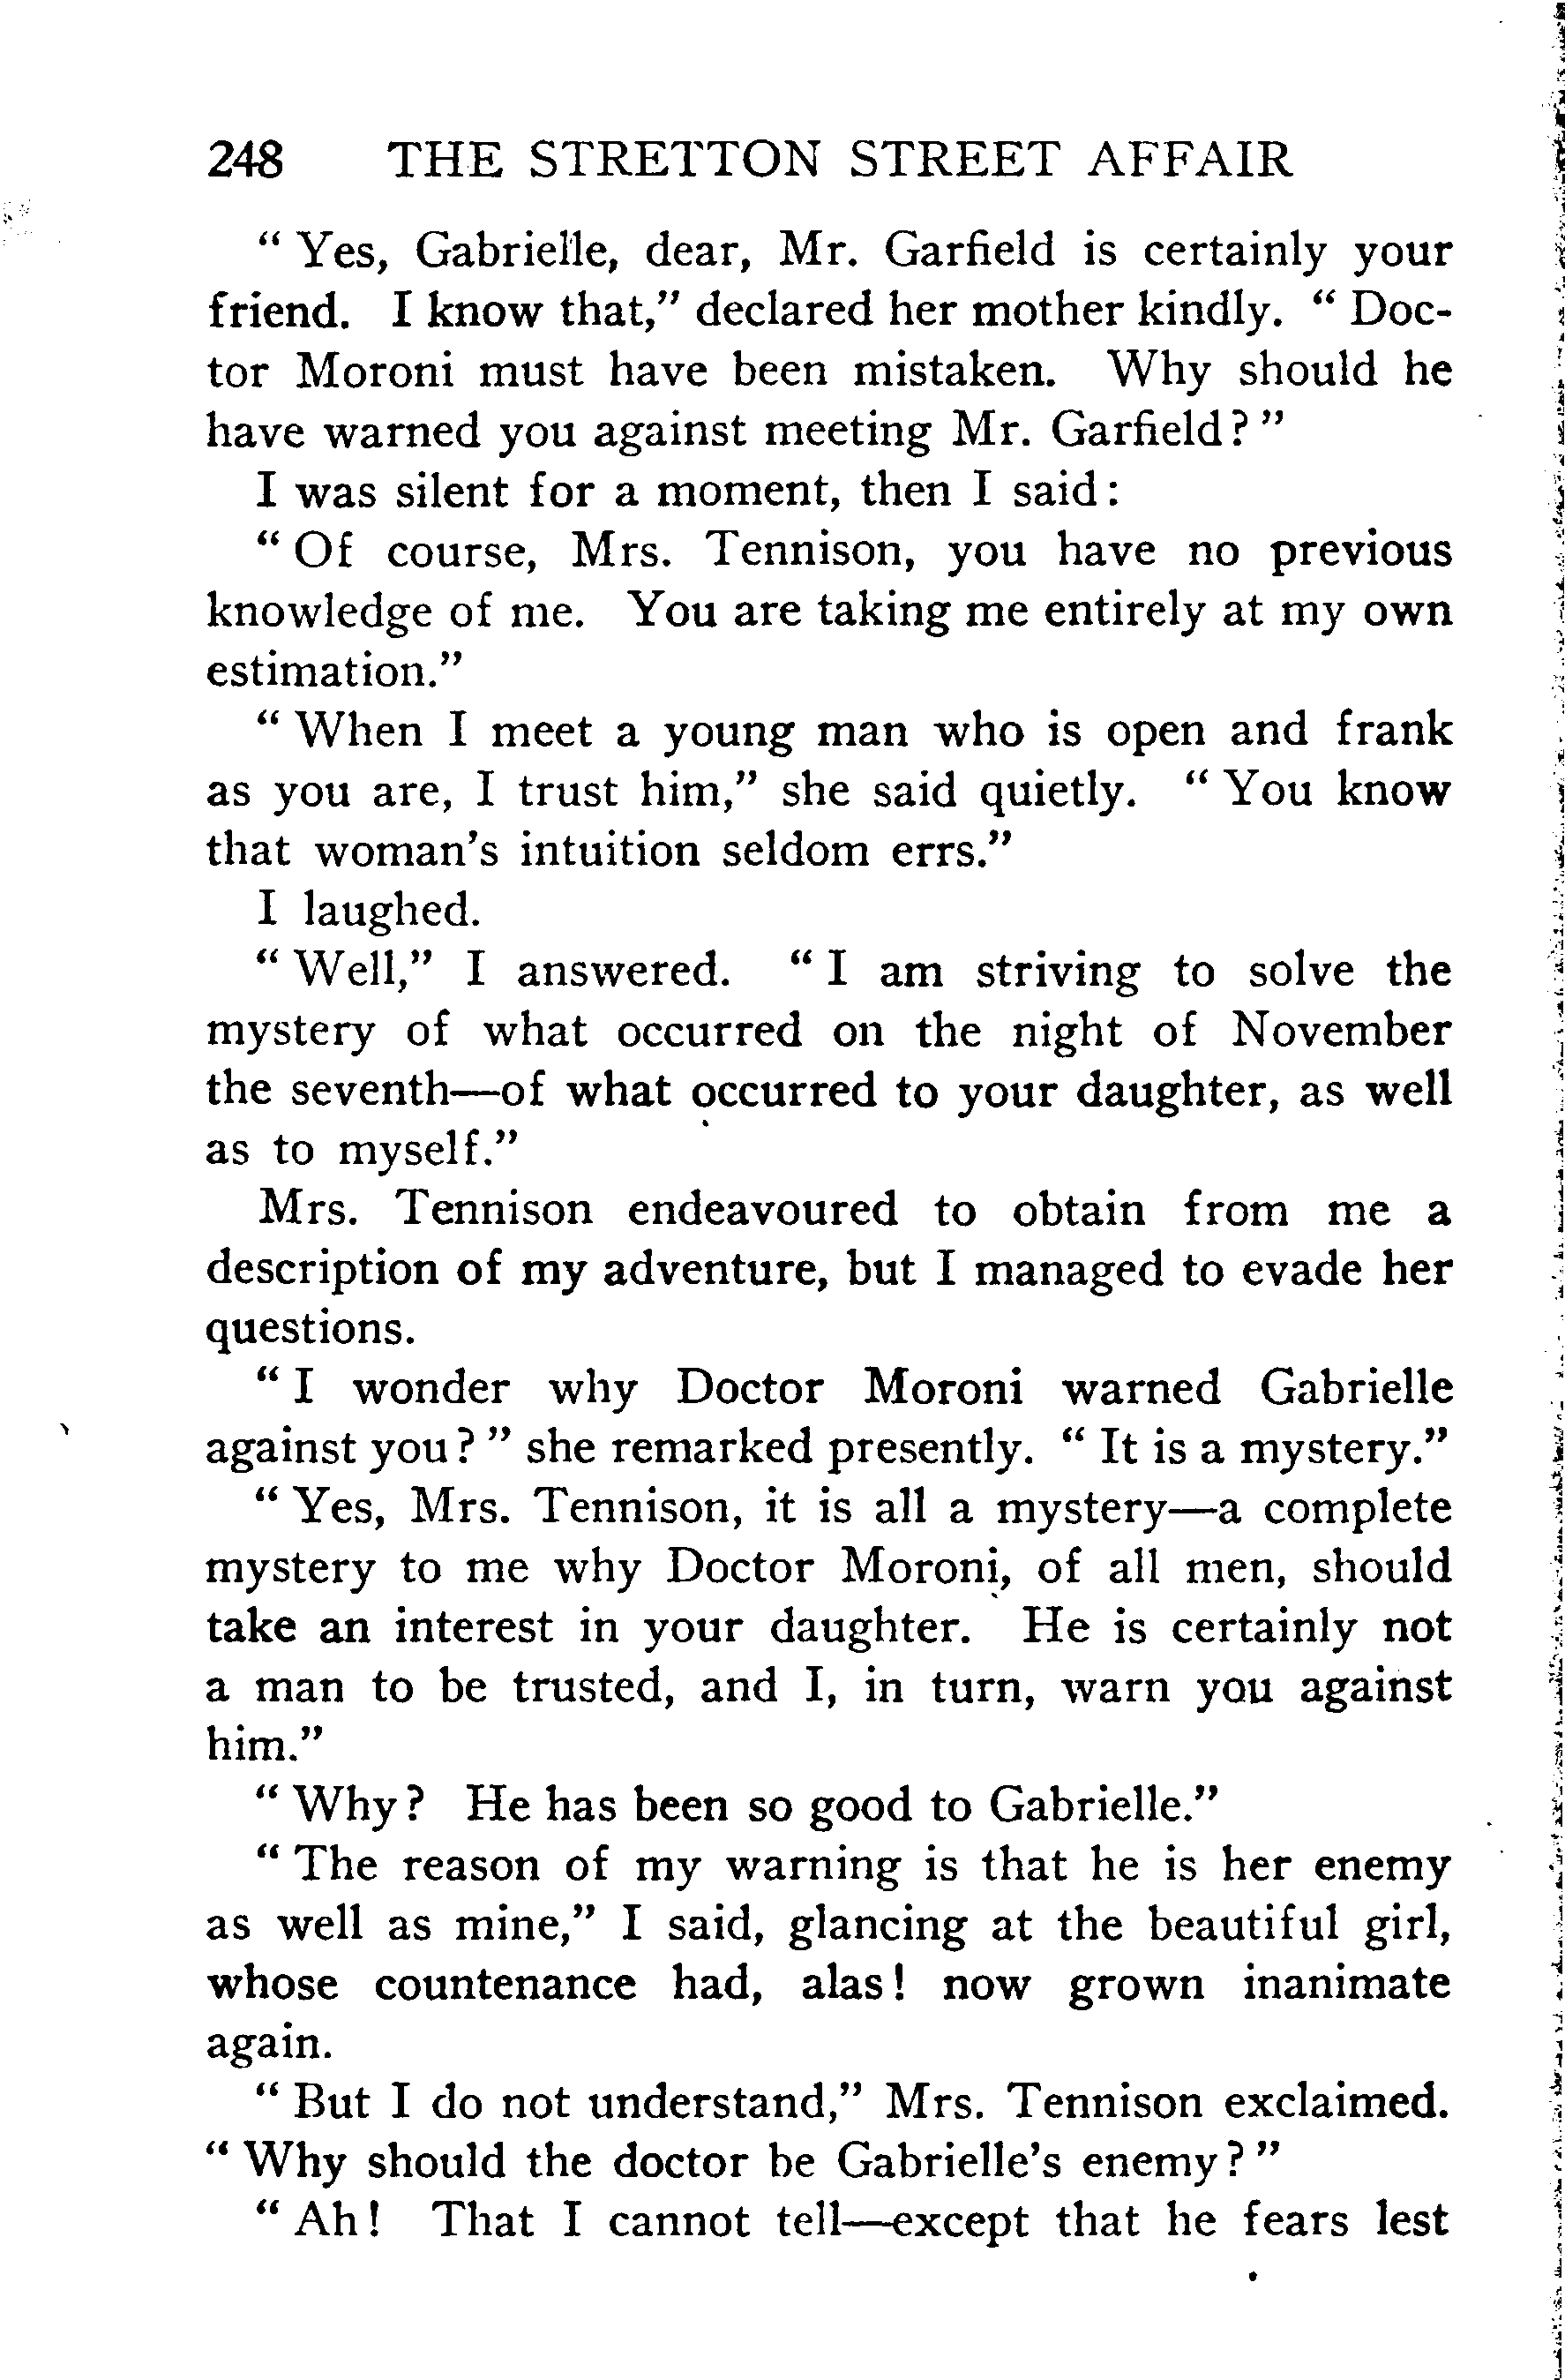 248 THE STRETTON STREET AFFAIR
“ Yes, Gabrielle, dear, Mr. Garfield is certainly your
friend. I know that,” declared her mother kindly. “ Doc-
tor Moroni must have been mistaken. Why should he
have warned you against meeting Mr. Garfield? ”
I was silent for a moment, then I said:
“ Of course, Mrs. Tennison, you have no previous
knowledge of me. You are taking me entirely at my own
estimation.”
“ When I meet a young man who is open and frank
as you are, I trust him,” she said quietly. “ You know
that woman's intuition seldom errs.”
I laughed.
“ Well,” I answered. “ I am striving to solve the
mystery of what occurred on the night of November
the seventh—of what occurred to your daughter, as well
as to myself.”
Mrs. Tennison endeavoured to obtain from me a
description of my adventure, but I managed to evade her
questions.
“ I wonder why Doctor Moroni warned Gabrielle
against you? ” she remarked presently. “ It is a mystery.”
“ Yes, Mrs. Tennison, it is all a mystery—a complete
mystery to me why Doctor Moroni, of all men, should
take an interest in your daughter. He is certainly not
a man to be trusted, and I, in turn, warn you against
him.”
“ Why? He has been so good to Gabrielle.”
“ The reason of my warning is that he is her enemy
as well as mine,” I said, glancing at the beautiful girl,
whose countenance had, alas! now grown inanimate
again.
“ But I do not understand,” Mrs. Tennison exclaimed.
“ Why should the doctor be Gabrielle's enemy? ”
“ Ah! That I cannot tell—except that he fears lest